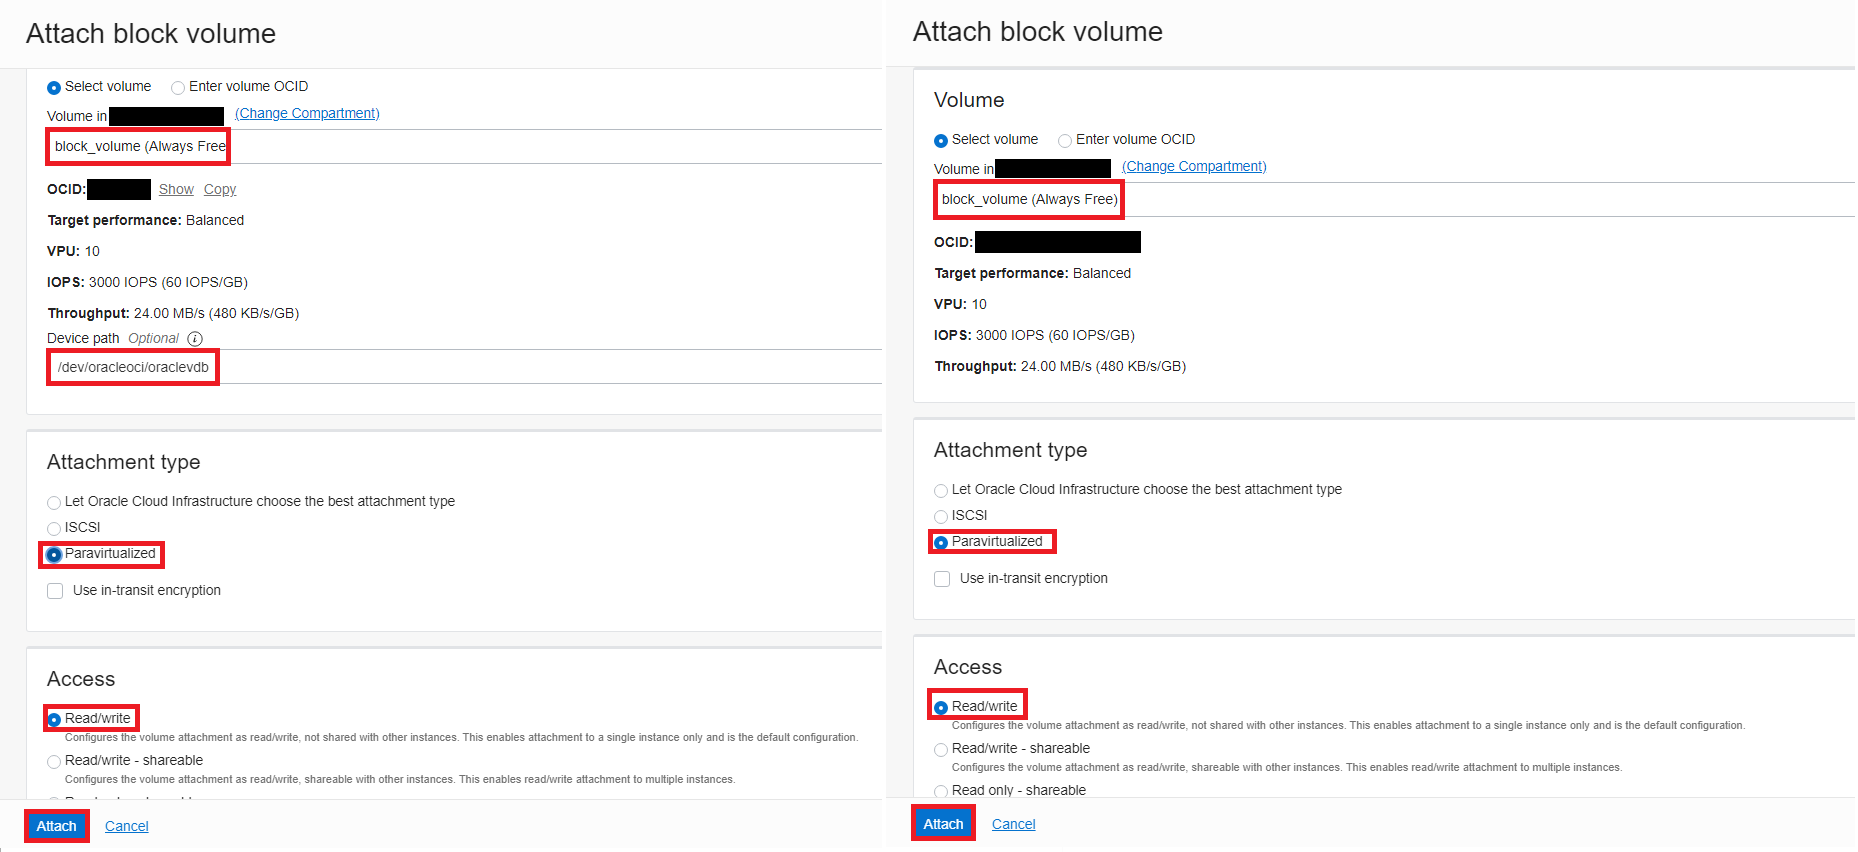 Attach block volume
Select volume Enter volume OCID
Volume in (Change Compartment)
block_volume (Always Free
OCID: Show Copy
Target performance: Balanced
VPU: 10
IOPS: 3000 IOPS (60 IOPS/GB)
Throughput: 24.00 MB/s (480 KB/s/GB)
Device path Optional
/dev/oracleoci/oraclevdb
Attachment type
Let Oracle Cloud Infrastructure choose the best attachment type
ISCSI
Paravirtualized
Use in-transit encryption
Access
Read/write
Configures the volume attachment as read/write, not shared with other instances. This enables attachment to a single instance only and is the default configuration.
Read/write - shareable
Configures the volume attachment as read/write, shareable with other instances. This enables read/write attachment to multiple instances.
Attach Cancel
Attach block volume
Volume
Select volume Enter volume OCID
Volume in (Change Compartment)
block_volume (Always Free)
OCID:
Target performance: Balanced
VPU: 10
IOPS: 3000 IOPS (60 IOPS/GB)
Throughput: 24.00 MB/s (480 KB/s/GB)
Attachment type
Let Oracle Cloud Infrastructure choose the best attachment type
ISCSI
Paravirtualized
Use in-transit encryption
Access
Read/write
Configures the volume attachment as read/write, not shared with other instances. This enables attachment to a single instance only and is the default configuration.
Read/write - shareable
Configures the volume attachment as read/write, shareable with other instances. This enables read/write attachment to multiple instances.
Read only - shareable
Attach Cancel